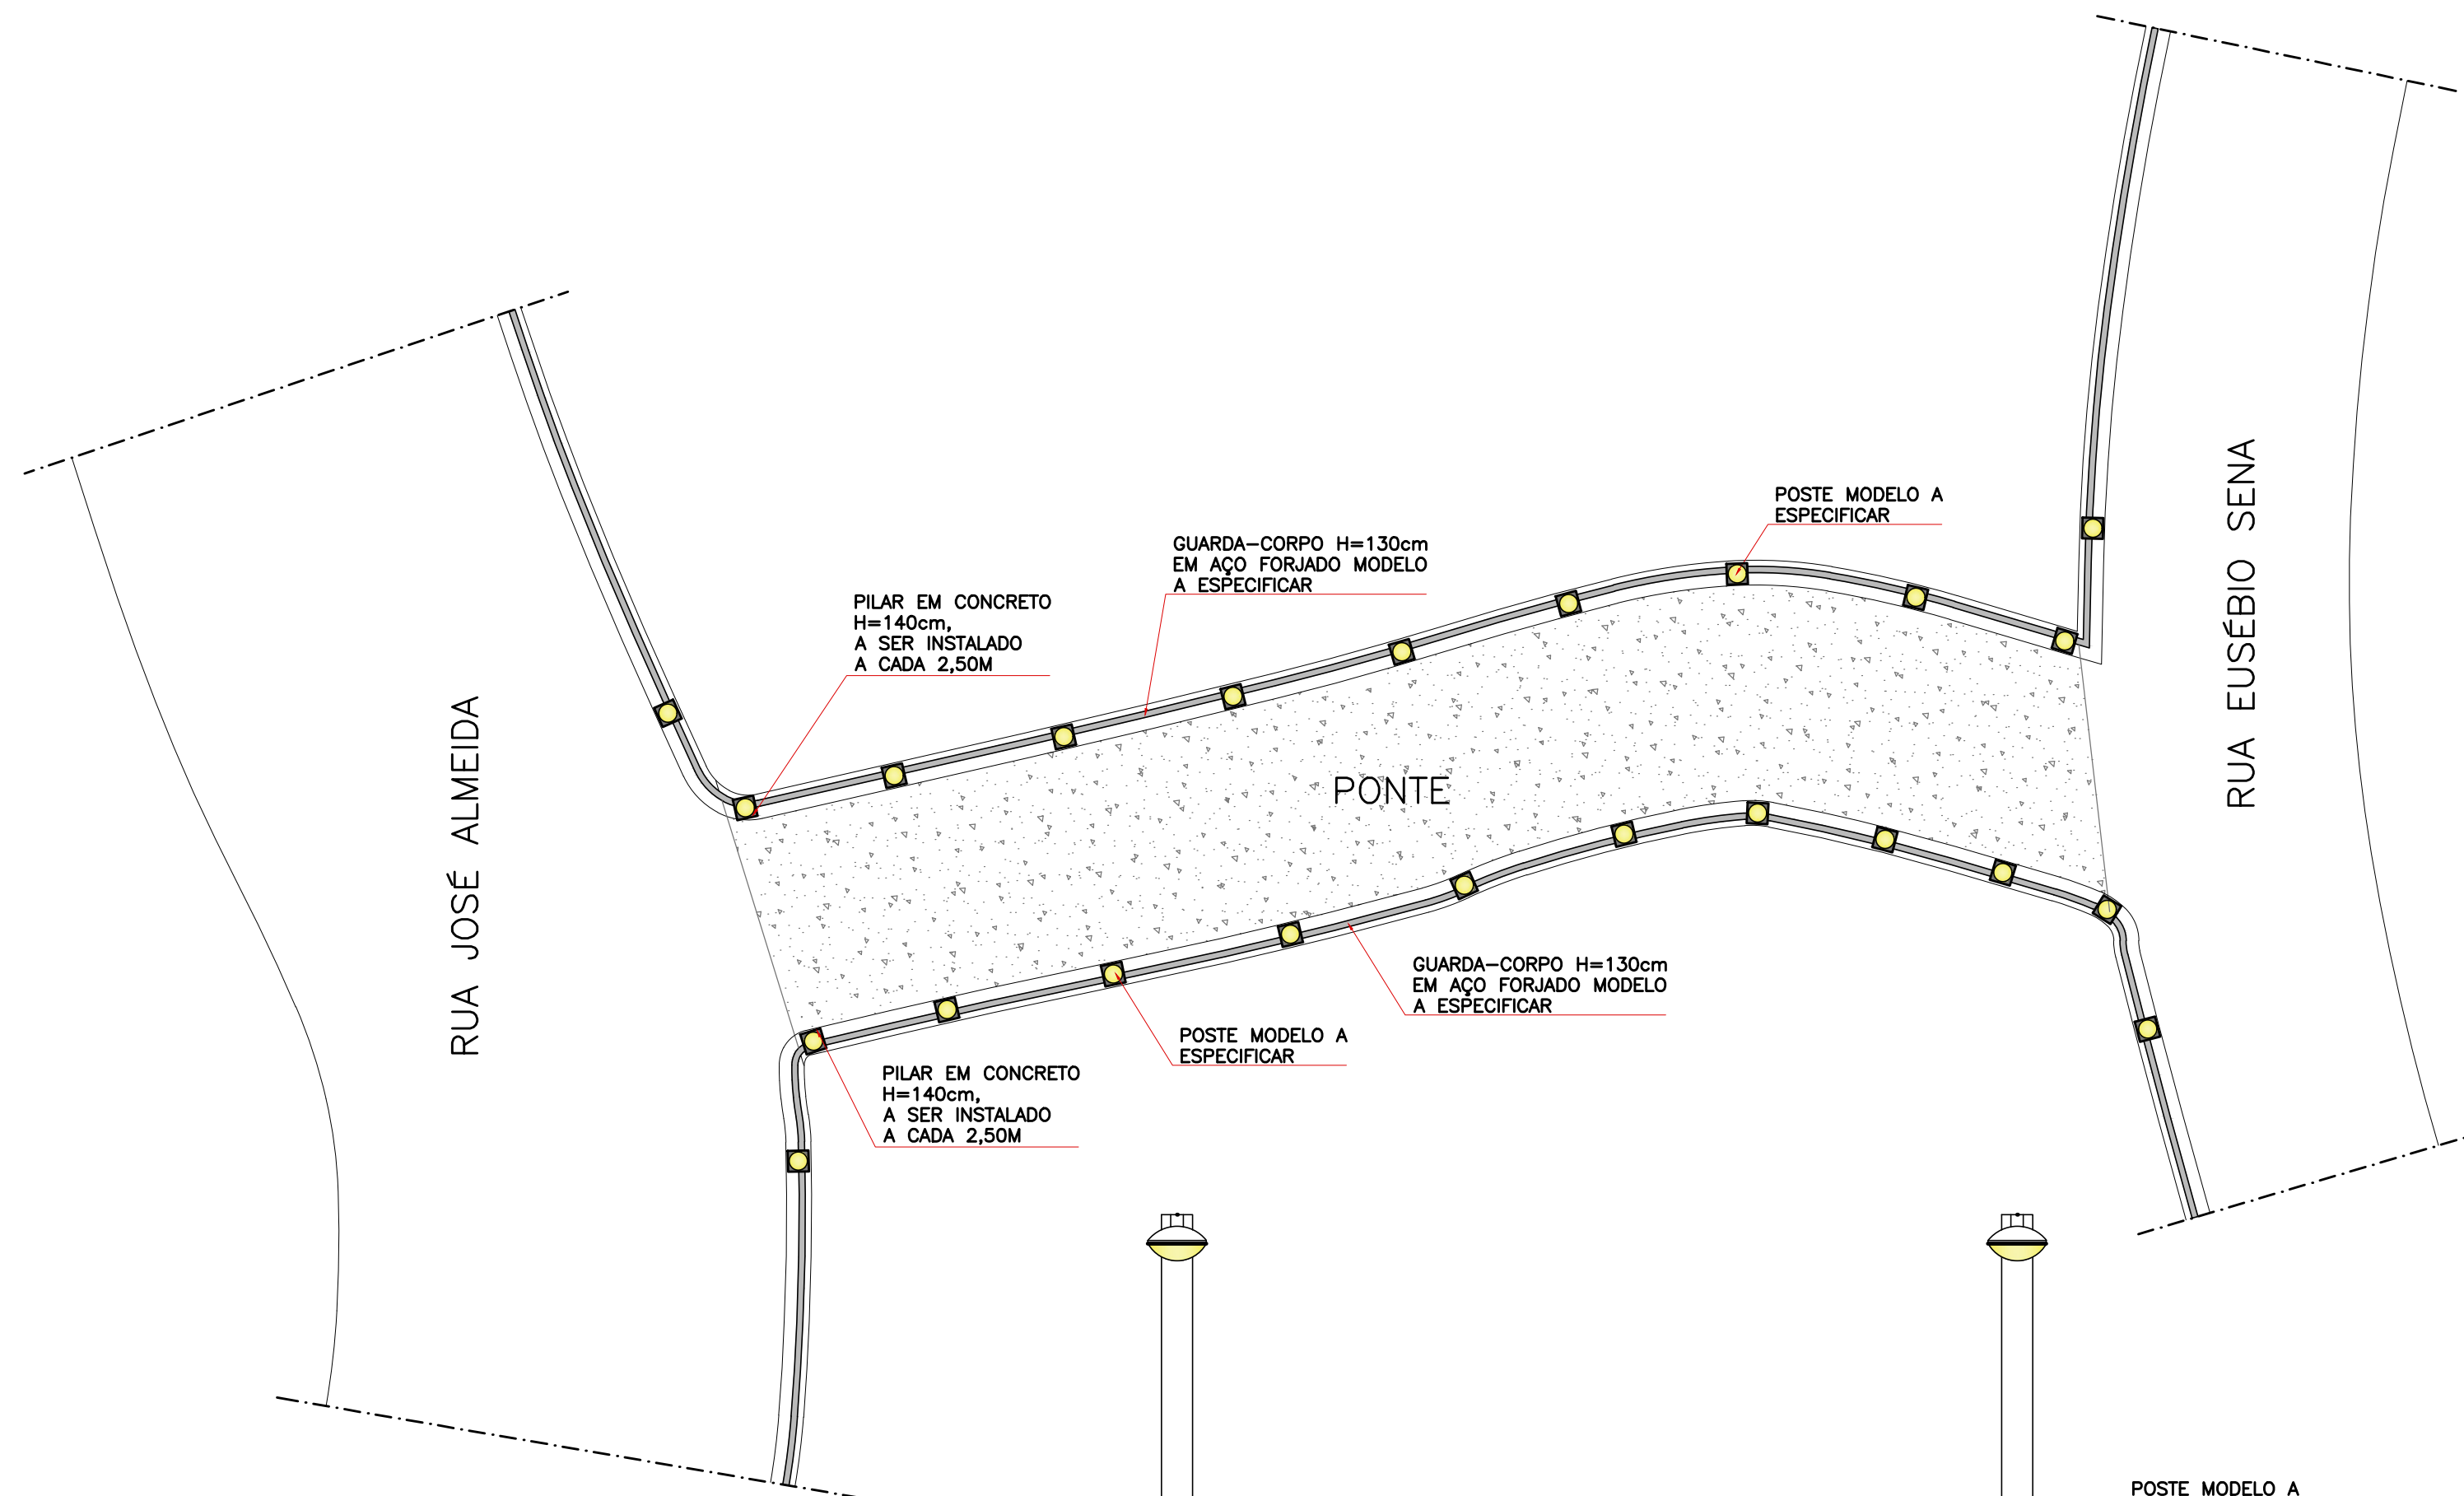 POSTE MODELO A
ESPECIFICAR
GUARDA-CORPO H=130cm
EM AÇO FORJADO MODELO
A ESPECIFICAR
PILAR EM CONCRETO
H=140cm,
A SER INSTALADO
A CADA 2,50M
RUA EUSÉBIO SENA
RUA JOSÉ ALMEIDA
PONTE
GUARDA-CORPO H=130cm
EM AÇO FORJADO MODELO
A ESPECIFICAR
POSTE MODELO A
ESPECIFICAR
PILAR EM CONCRETO
H=140cm,
A SER INSTALADO
A CADA 2,50M
POSTE MODELO A